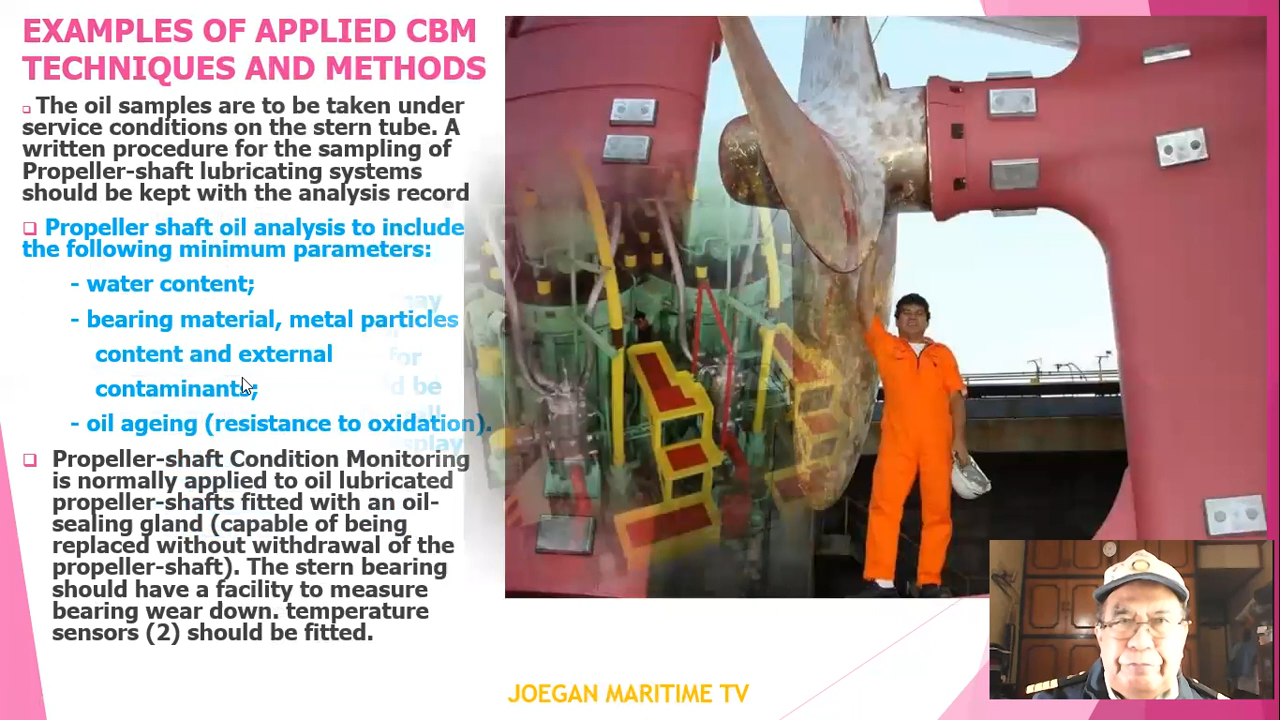 EXAMPLES OF APPLIED CBM
TECHNIQUES AND METHODS
The oil samples are to be taken under
service conditions on the stern tube. A
written procedure for the sampling of
Propeller-shaft lubricating systems
should be kept with the analysis record
Propeller shaft oil analysis to include
the following minimum parameters:
- water content;
- bearing material, metal particles
content and external
contaminants;
- oil ageing (resistance to oxidation).
Propeller-shaft Condition Monitoring
is normally applied to oil lubricated
propeller-shafts fitted with an oil-
sealing gland (capable of being
replaced without withdrawal of the
propeller-shaft). The stern bearing
should have a facility to measure
bearing wear down. temperature
sensors (2) should be fitted.
JOEGAN MARITIME TV